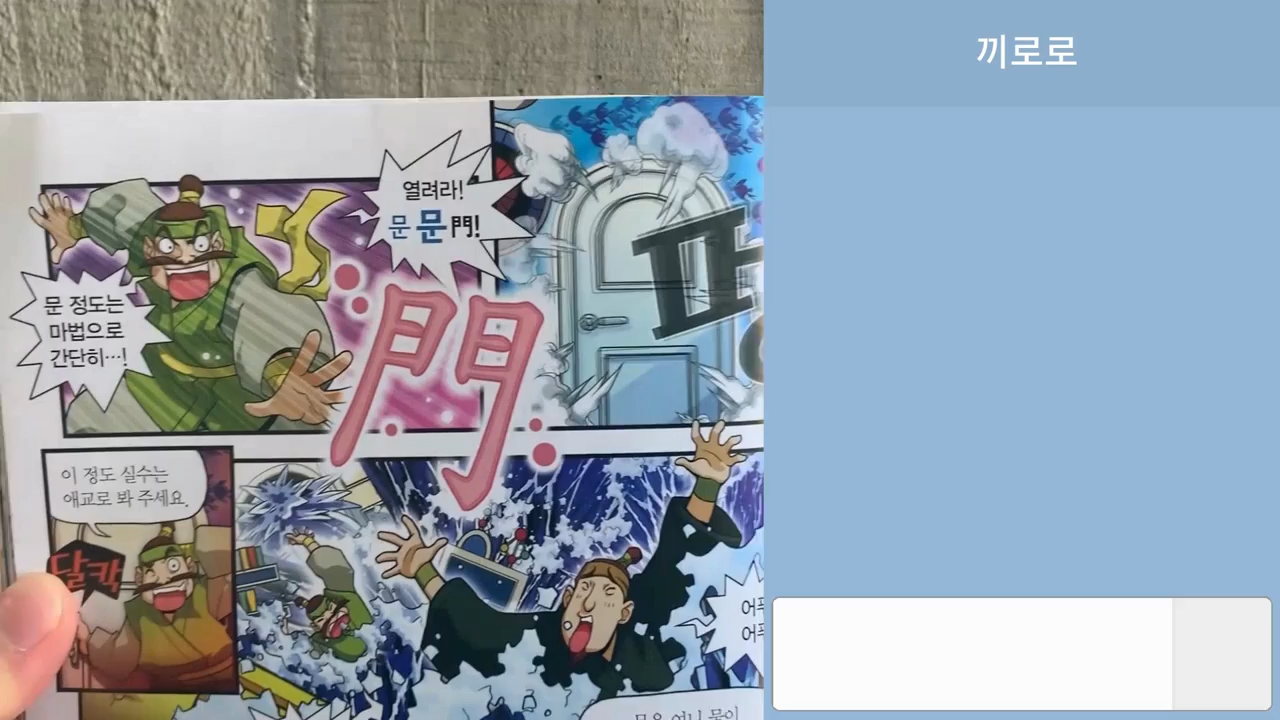 끼로로
열려라!
문 문 門!
문 정도는
마법으로
간단히…!
門
이 정도 실수는
애교로 봐 주세요.
달칵